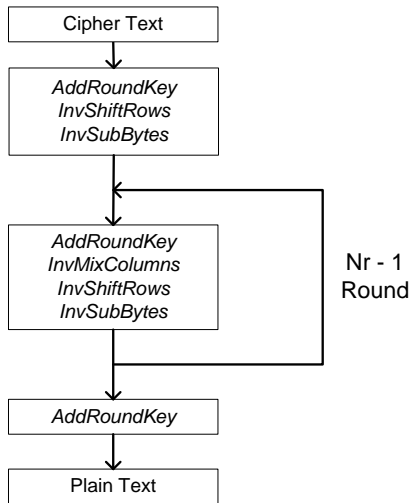 Cipher Text
AddRoundKey
InvShiftRows
InvSubBytes
AddRoundKey
InvMixColumns
InvShiftRows
InvSubBytes
Nr - 1
Round
AddRoundKey
Plain Text